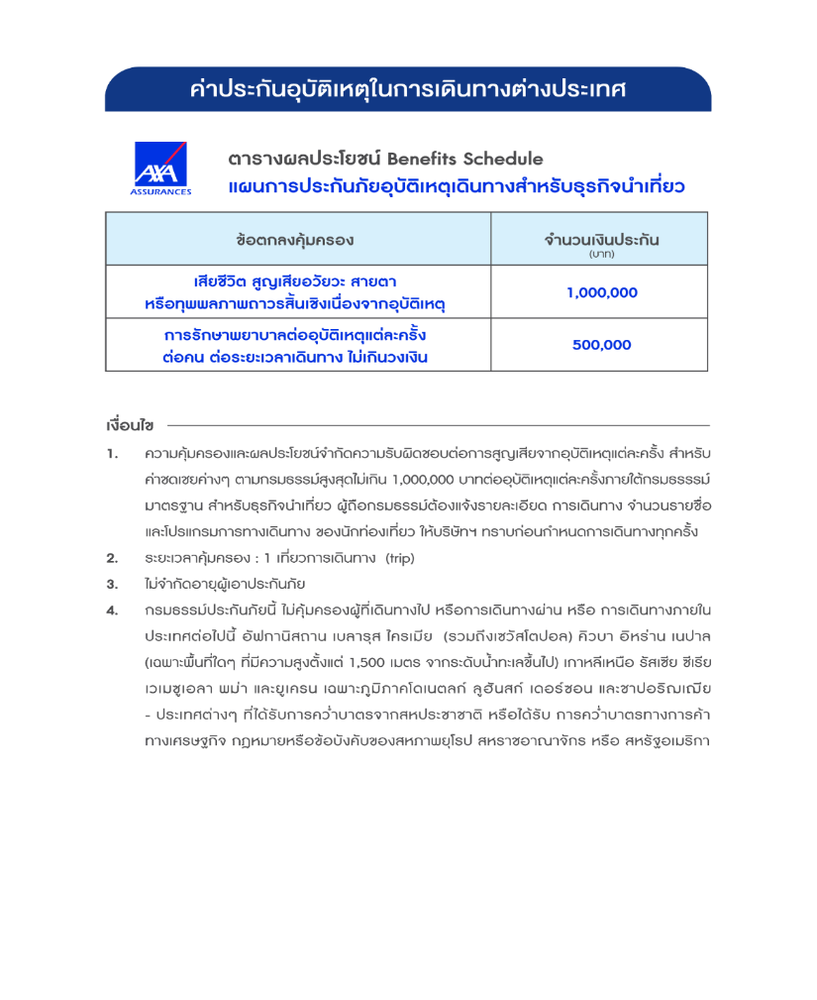 ค่าประกันอุบัติเหตุในการเดินทางต่างประเทศ
AXA
ASSURANCES
ตารางผลประโยชน์ Benefits Schedule
แผนการประกันภัยอุบัติเหตุเดินทางสำหรับธุรกิจนำเที่ยว
ข้อตกลงคุ้มครอง
จำนวนเงินประกัน
(บาท)
เสียชีวิต สูญเสียอวัยวะ สายตา
หรือทุพพลภาพถาวรสิ้นเชิงเนื่องจากอุบัติเหตุ
1,000,000
การรักษาพยาบาลต่ออุบัติเหตุแต่ละครั้ง
ต่อคน ต่อระยะเวลาเดินทาง ไม่เกินวงเงิน
500,000
เงื่อนไข
1. ความคุ้มครองและผลประโยชน์จำกัดความรับผิดชอบต่อการสูญเสียจากอุบัติเหตุแต่ละครั้ง สำหรับ
ค่าชดเชยค่างๆ ตามกรมธรรม์สูงสุดไม่เกิน 1,000,000 บาทต่ออุบัติเหตุแต่ละครั้งภายใต้กรมธรรรม์
มาตรฐาน สำหรับธุรกิจนำเที่ยว ผู้ถือกรมธรรม์ต้องแจ้งรายละเอียด การเดินทาง จำนวนรายชื่อ
และโปรแกรมการทางเดินทาง ของนักท่องเที่ยว ให้บริษัทฯ ทราบก่อนกำหนดการเดินทางทุกครั้ง
2. ระยะเวลาคุ้มครอง : 1 เที่ยวการเดินทาง (trip)
3. ไม่จำกัดอายุผู้เอาประกันภัย
4. กรมธรรม์ประกันภัยนี้ ไม่คุ้มครองผู้ที่เดินทางไป หรือการเดินทางผ่าน หรือ การเดินทางภายใน
ประเทศต่อไปนี้ อัฟกานิสถาน เบลารุส ไครเมีย (รวมถึงเซวัสโตปอล) คิวบา อิหร่าน เนปาล
(เฉพาะพื้นที่ใดๆ ที่มีความสูงตั้งแต่ 1,500 เมตร จากระดับน้ำทะเลขึ้นไป) เกาหลีเหนือ รัสเซีย ซีเรีย
เวเนซูเอลา พม่า และยูเครน เฉพาะภูมิภาคโดเนตสก์ ลูฮันสก์ เคอร์ซอน และซาปอริฌเฌีย
- ประเทศต่างๆ ที่ได้รับการคว่ำบาตรจากสหประชาชาติ หรือได้รับ การคว่ำบาตรทางการค้า
ทางเศรษฐกิจ กฎหมายหรือข้อบังคับของสหภาพยุโรป สหราชอาณาจักร หรือ สหรัฐอเมริกา